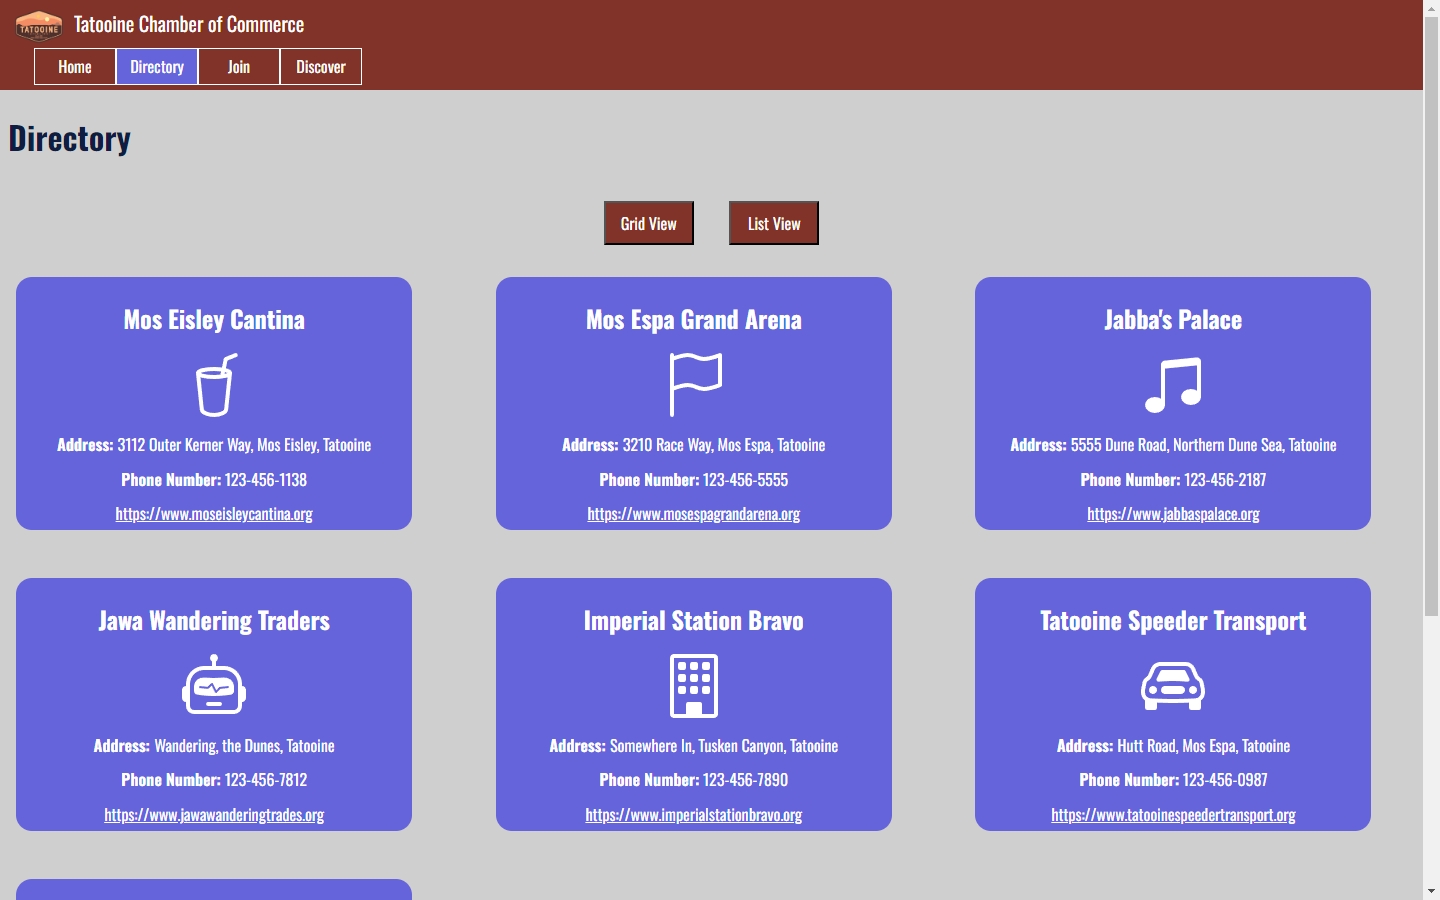 TATOOINE
Tatooine Chamber of Commerce
Home
Directory
Join
Discover
Directory
Grid View
List View
Mos Eisley Cantina
Address: 3112 Outer Kerner Way, Mos Eisley, Tatooine
Phone Number: 123-456-1138
https://www.moseisleycantina.org
Mos Espa Grand Arena
Address: 3210 Race Way, Mos Espa, Tatooine
Phone Number: 123-456-5555
https://www.mosespagrandarena.org
Jabba's Palace
Address: 5555 Dune Road, Northern Dune Sea, Tatooine
Phone Number: 123-456-2187
https://www.jabbaspalace.org
Jawa Wandering Traders
Address: Wandering, the Dunes, Tatooine
Phone Number: 123-456-7812
https://www.jawawanderingtrades.org
Imperial Station Bravo
Address: Somewhere In, Tusken Canyon, Tatooine
Phone Number: 123-456-7890
https://www.imperialstationbravo.org
Tatooine Speeder Transport
Address: Hutt Road, Mos Espa, Tatooine
Phone Number: 123-456-0987
https://www.tatooinespeedertransport.org